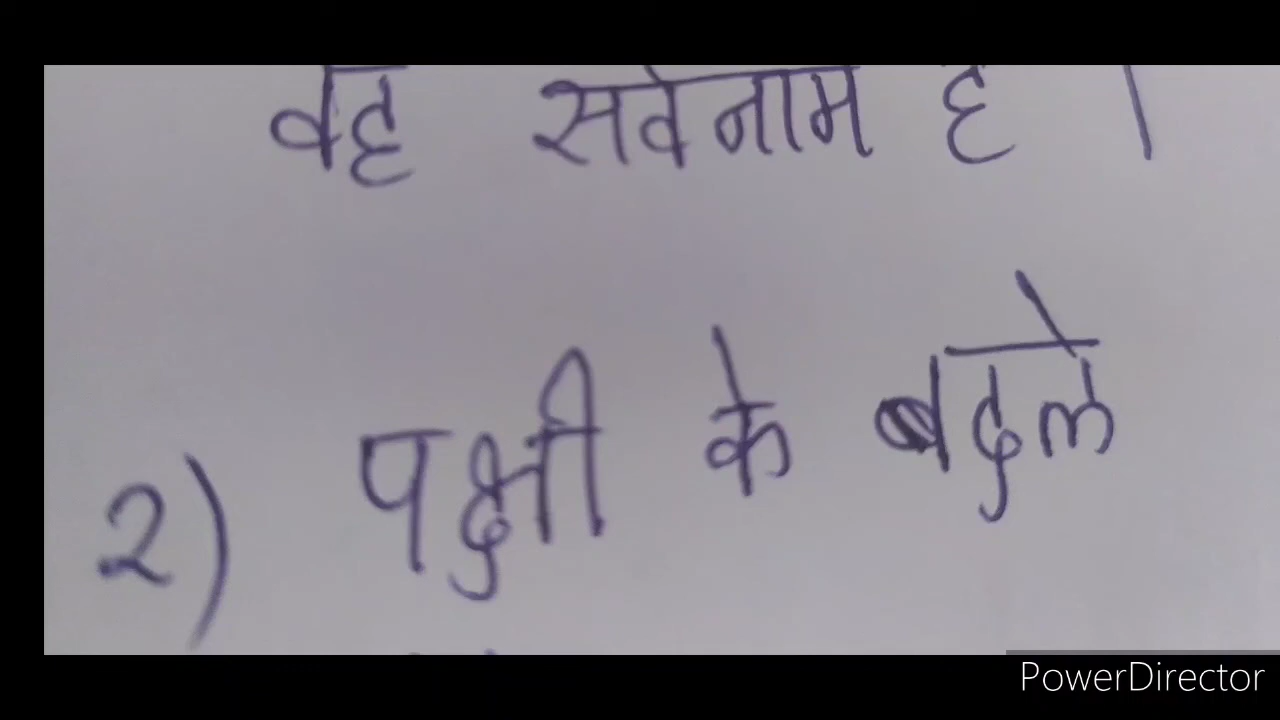 वह सर्वनाम है ।
2) पक्षी के बदले
PowerDirector